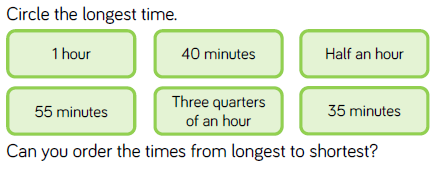 Circle the longest time.
1 hour
40 minutes
Half an hour
55 minutes
Three quarters
of an hour
35 minutes
Can you order the times from longest to shortest?